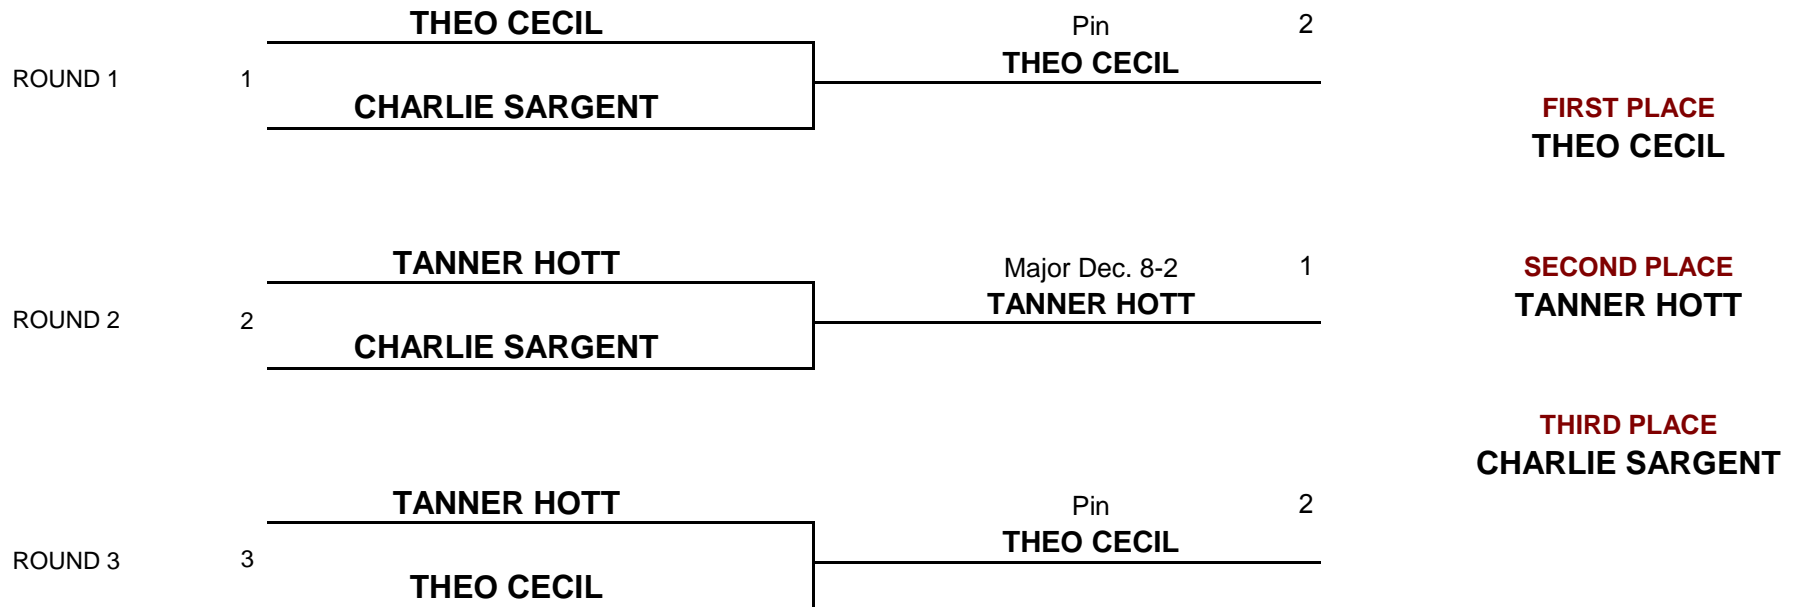 THEO CECIL
Pin 2
THEO CECIL
ROUND 1 1
CHARLIE SARGENT
FIRST PLACE
THEO CECIL
TANNER HOTT
Major Dec. 8-2 1
TANNER HOTT
ROUND 2 2
CHARLIE SARGENT
SECOND PLACE
TANNER HOTT
THIRD PLACE
CHARLIE SARGENT
TANNER HOTT
Pin 2
THEO CECIL
ROUND 3 3
THEO CECIL